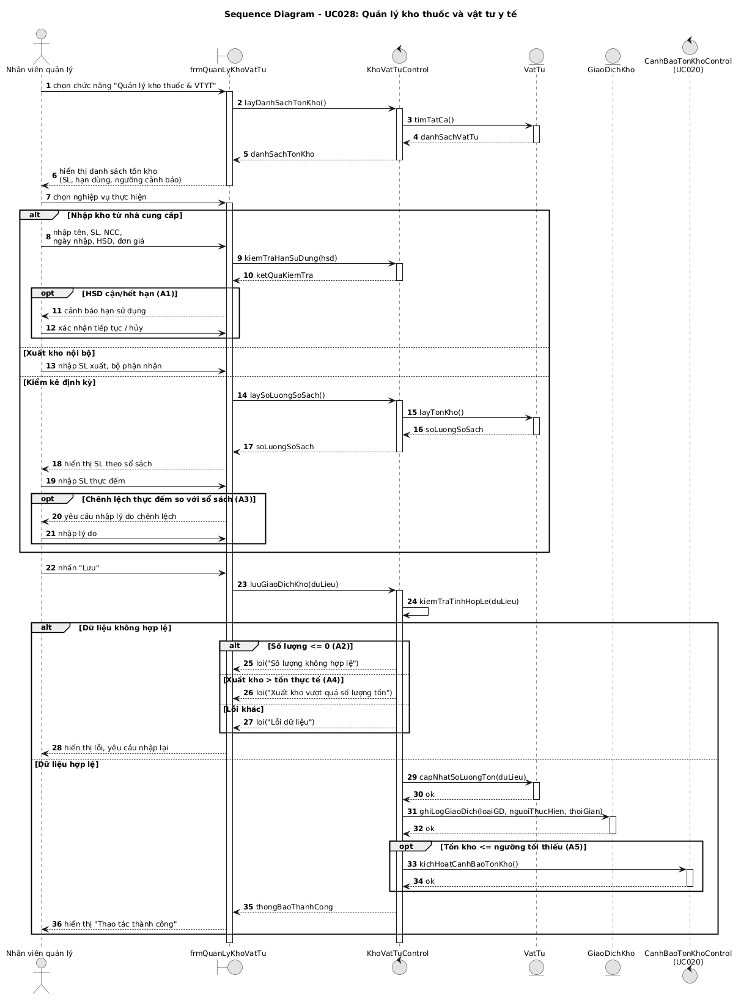 Sequence Diagram - UC028: Quản lý kho thuốc và vật tư y tế
Nhân viên quản lý
frmQuanLyKhoVatTu
KhoVatTuControl
VatTu
GiaoDichKho
CanhBaoTonKhoControl
(UC020)
1 chọn chức năng "Quản lý kho thuốc & VTYT"
2 layDanhSachTonKho()
3 timTatCa()
4 danhSachVatTu
5 danhSachTonKho
6 hiển thị danh sách tồn kho
(SL, hạn dùng, ngưỡng cảnh báo)
7 chọn nghiệp vụ thực hiện
alt [Nhập kho từ nhà cung cấp]
8 nhập tên, SL, NCC,
ngày nhập, HSD, đơn giá
9 kiemTraHanSuDung(hsd)
10 ketQuaKiemTra
opt [HSD cận/hết hạn (A1)]
11 cảnh báo hạn sử dụng
12 xác nhận tiếp tục / hủy
[Xuất kho nội bộ]
13 nhập SL xuất, bộ phận nhận
[Kiểm kê định kỳ]
14 laySoLuongSoSach()
15 layTonKho()
16 soLuongSoSach
17 soLuongSoSach
18 hiển thị SL theo sổ sách
19 nhập SL thực đếm
opt [Chênh lệch thực đếm so với sổ sách (A3)]
20 yêu cầu nhập lý do chênh lệch
21 nhập lý do
22 nhấn "Lưu"
23 luuGiaoDichKho(duLieu)
24 kiemTraTinhHopLe(duLieu)
alt [Dữ liệu không hợp lệ]
alt [Số lượng <= 0 (A2)]
25 loi("Số lượng không hợp lệ")
[Xuất kho > tồn thực tế (A4)]
26 loi("Xuất kho vượt quá số lượng tồn")
[Lỗi khác]
27 loi("Lỗi dữ liệu")
28 hiển thị lỗi, yêu cầu nhập lại
[Dữ liệu hợp lệ]
29 capNhatSoLuongTon(duLieu)
30 ok
31 ghiLogGiaoDich(loaiGD, nguoiThucHien, thoiGian)
32 ok
opt [Tồn kho <= ngưỡng tối thiểu (A5)]
33 kichHoatCanhBaoTonKho()
34 ok
35 thongBaoThanhCong
36 hiển thị "Thao tác thành công"
Nhân viên quản lý
frmQuanLyKhoVatTu
KhoVatTuControl
VatTu
GiaoDichKho
CanhBaoTonKhoControl
(UC020)